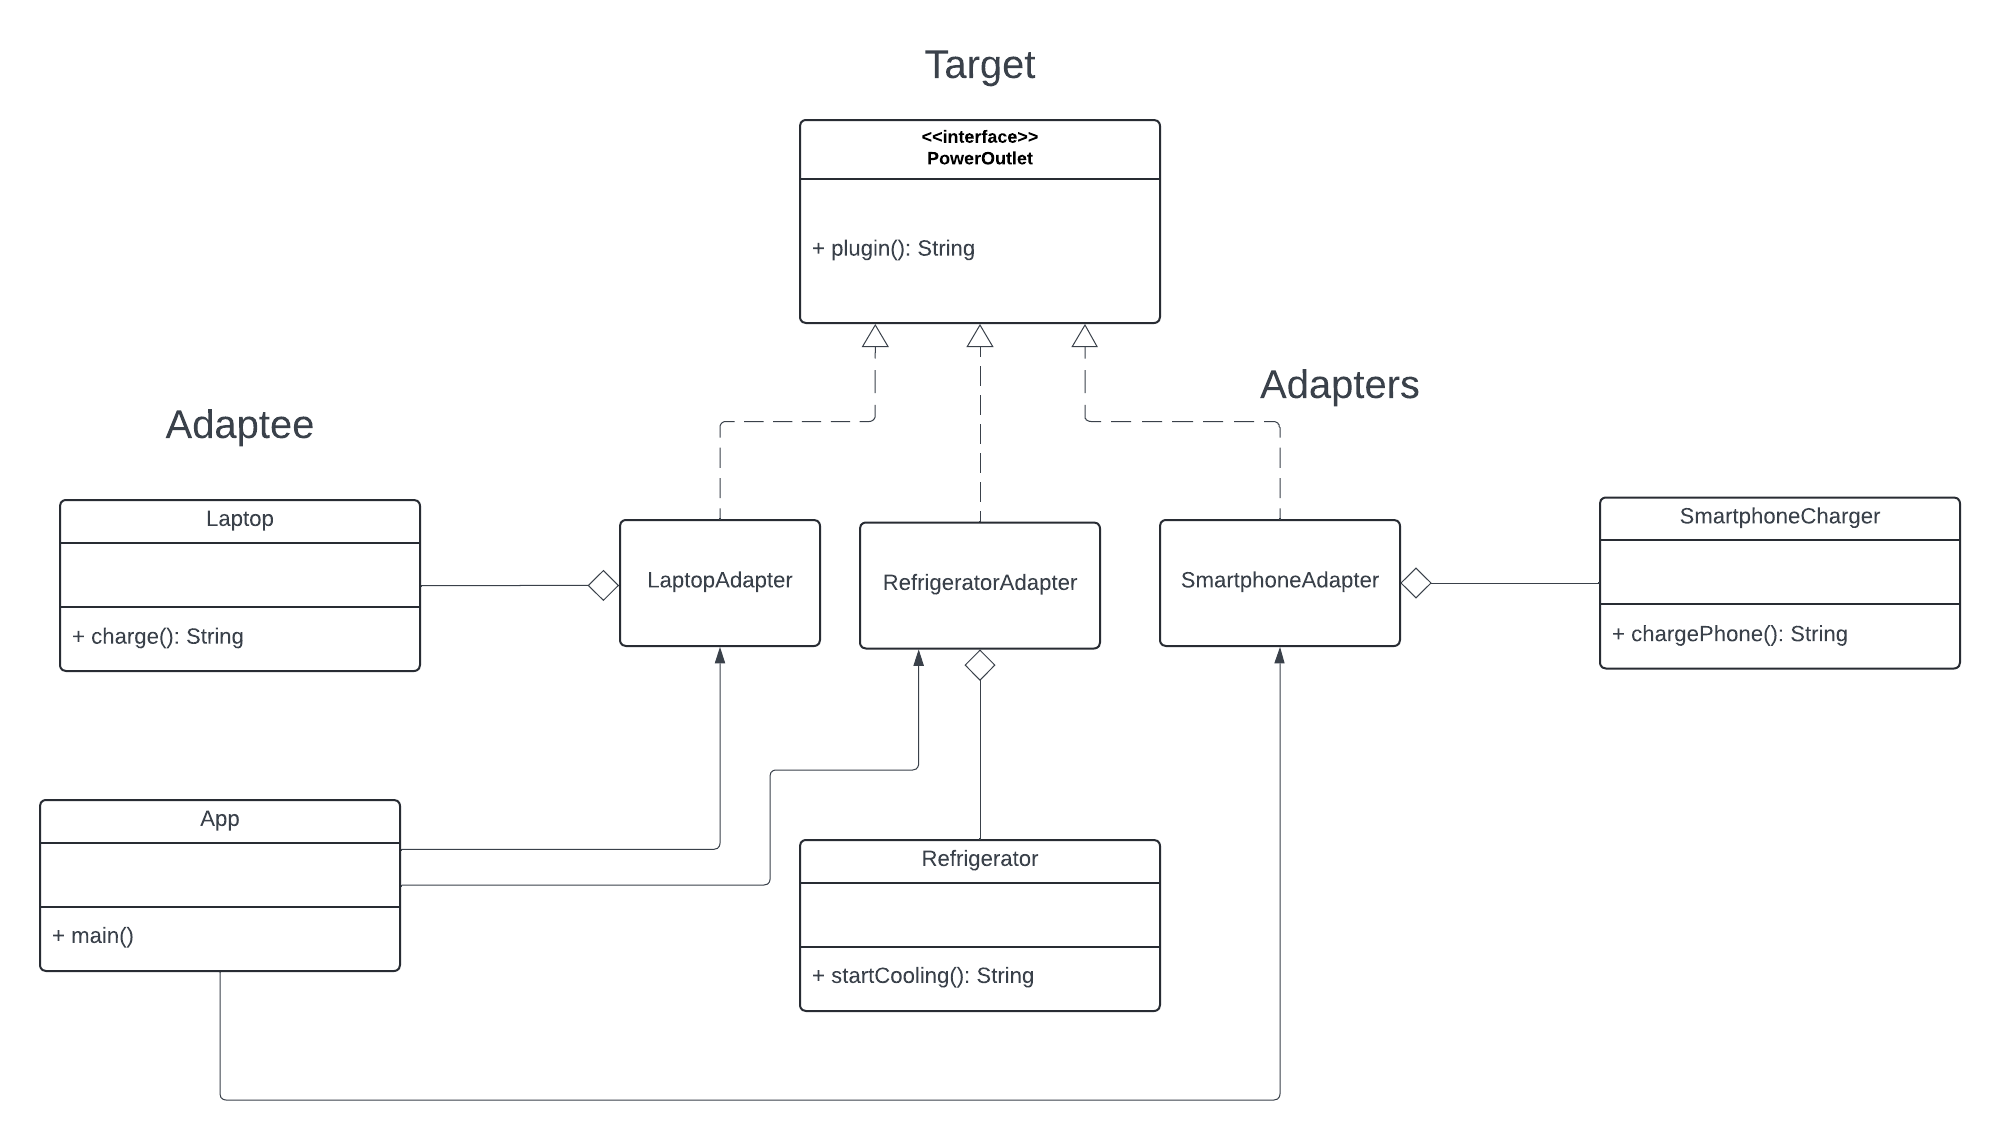 Target
<<interface>>
PowerOutlet
+ plugin(): String
Adapters
Adaptee
Laptop
+ charge(): String
LaptopAdapter
RefrigeratorAdapter
SmartphoneAdapter
SmartphoneCharger
+ chargePhone(): String
App
+ main()
Refrigerator
+ startCooling(): String